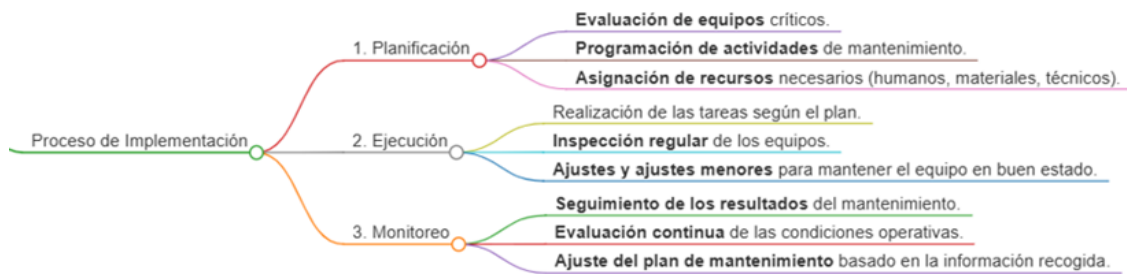 Proceso de Implementación
1. Planificación
Evaluación de equipos críticos.
Programación de actividades de mantenimiento.
Asignación de recursos necesarios (humanos, materiales, técnicos).
2. Ejecución
Realización de las tareas según el plan.
Inspección regular de los equipos.
Ajustes y ajustes menores para mantener el equipo en buen estado.
3. Monitoreo
Seguimiento de los resultados del mantenimiento.
Evaluación continua de las condiciones operativas.
Ajuste del plan de mantenimiento basado en la información recogida.